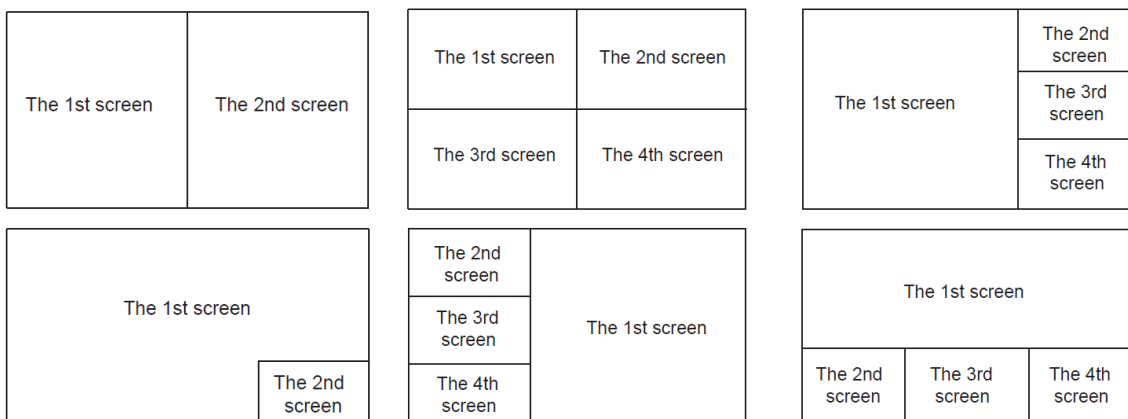 The 1st screen
The 2nd screen
The 1st screen
The 2nd screen
The 3rd screen
The 4th screen
The 1st screen
The 2nd
screen
The 3rd
screen
The 4th
screen
The 1st screen
The 2nd
screen
The 2nd
screen
The 3rd
screen
The 4th
screen
The 1st screen
The 1st screen
The 2nd
screen
The 3rd
screen
The 4th
screen